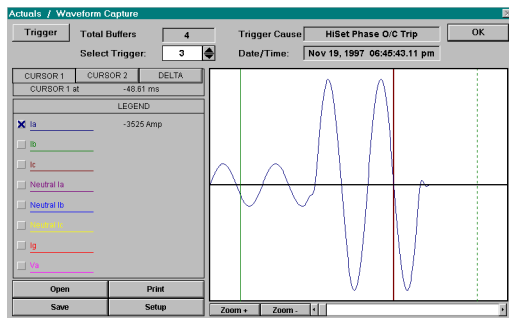 Actuals / Waveform Capture
Trigger Total Buffers 4 Trigger Cause HiSet Phase O/C Trip OK
Select Trigger: 3 Date/Time: Nov 19, 1997 06:45:43.11 pm
CURSOR 1 CURSOR 2 DELTA
CURSOR 1 at -48.61 ms
LEGEND
Ia -3525 Amp
Ib
Ic
Neutral Ia
Neutral Ib
Neutral Ic
Ig
Va
Open Print
Save Setup
Zoom + Zoom -